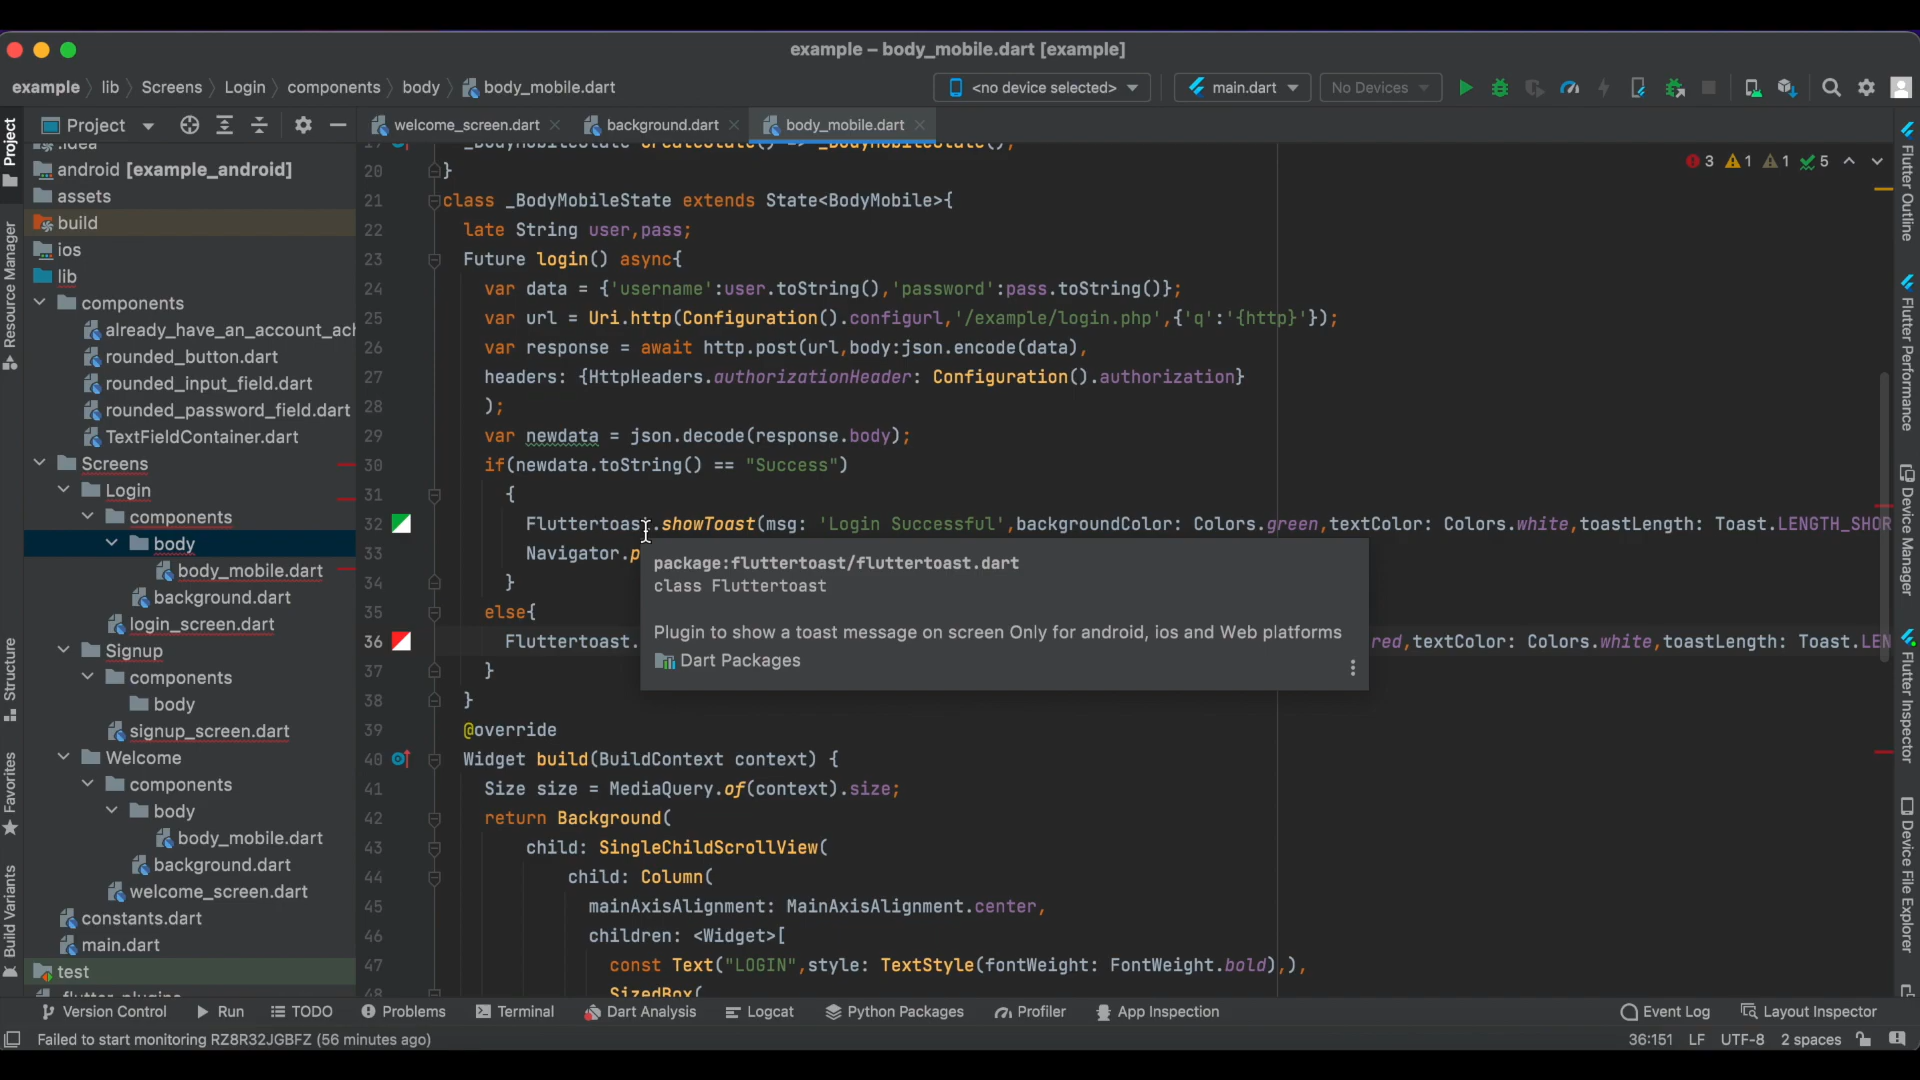 example – body_mobile.dart [example]
example lib Screens Login components body body_mobile.dart
<no device selected> main.dart No Devices
Project
welcome_screen.dart background.dart body_mobile.dart
.idea
android [example_android]
assets
build
ios
lib
components
already_have_an_account_ach
rounded_button.dart
rounded_input_field.dart
rounded_password_field.dart
TextFieldContainer.dart
Screens
Login
components
body
body_mobile.dart
background.dart
login_screen.dart
Signup
components
body
signup_screen.dart
Welcome
components
body
body_mobile.dart
background.dart
welcome_screen.dart
constants.dart
main.dart
test
Project
Resource Manager
Structure
Favorites
Build Variants
3 1 1 5
19 _BodyMobileState createState() => _BodyMobileState();
20 }
21 class _BodyMobileState extends State<BodyMobile>{
22 late String user,pass;
23 Future login() async{
24 var data = {'username':user.toString(),'password':pass.toString()};
25 var url = Uri.http(Configuration().configurl,'/example/login.php',{'q':'{http}'});
26 var response = await http.post(url,body:json.encode(data),
27 headers: {HttpHeaders.authorizationHeader: Configuration().authorization}
28 );
29 var newdata = json.decode(response.body);
30 if(newdata.toString() == "Success")
31 {
32 Fluttertoast.showToast(msg: 'Login Successful',backgroundColor: Colors.green,textColor: Colors.white,toastLength: Toast.LENGTH_SHOR
33 Navigator.p
34 }
35 else{
36 Fluttertoast. red,textColor: Colors.white,toastLength: Toast.LEN
37 }
38 }
39 @override
40 Widget build(BuildContext context) {
41 Size size = MediaQuery.of(context).size;
42 return Background(
43 child: SingleChildScrollView(
44 child: Column(
45 mainAxisAlignment: MainAxisAlignment.center,
46 children: <Widget>[
47 const Text("LOGIN",style: TextStyle(fontWeight: FontWeight.bold),),
48 SizedBox(
package:fluttertoast/fluttertoast.dart
class Fluttertoast
Plugin to show a toast message on screen Only for android, ios and Web platforms
Dart Packages
Flutter Outline
Flutter Performance
Device Manager
Flutter Inspector
Device File Explorer
Version Control Run TODO Problems Terminal Dart Analysis Logcat Python Packages Profiler App Inspection Event Log Layout Inspector
Failed to start monitoring RZ8R32JGBFZ (56 minutes ago) 36:151 LF UTF-8 2 spaces